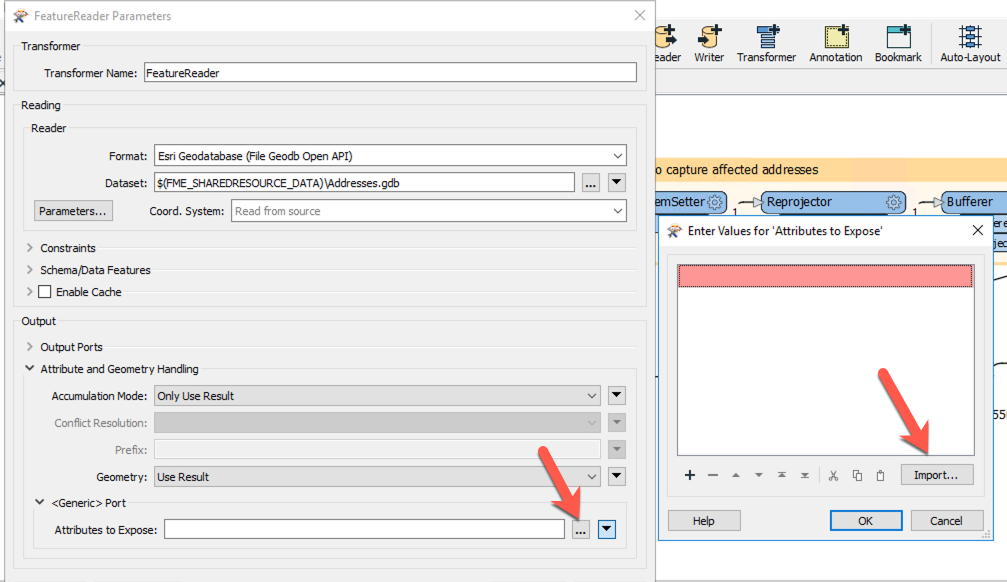 FeatureReader Parameters
Transformer
Transformer Name: FeatureReader
Reading
Reader
Format: Esri Geodatabase (File Geodb Open API)
Dataset: $(FME_SHAREDRESOURCE_DATA)\Addresses.gdb ...
Parameters... Coord. System: Read from source
Constraints
Schema/Data Features
Enable Cache
Output
Output Ports
Attribute and Geometry Handling
Accumulation Mode: Only Use Result
Conflict Resolution:
Prefix:
Geometry: Use Result
<Generic> Port
Attributes to Expose: ...
eader Writer Transformer Annotation Bookmark Auto-Layout
o capture affected addresses
emSetter 1 Reprojector 1 Bufferer
Enter Values for 'Attributes to Expose'
Import...
Help OK Cancel